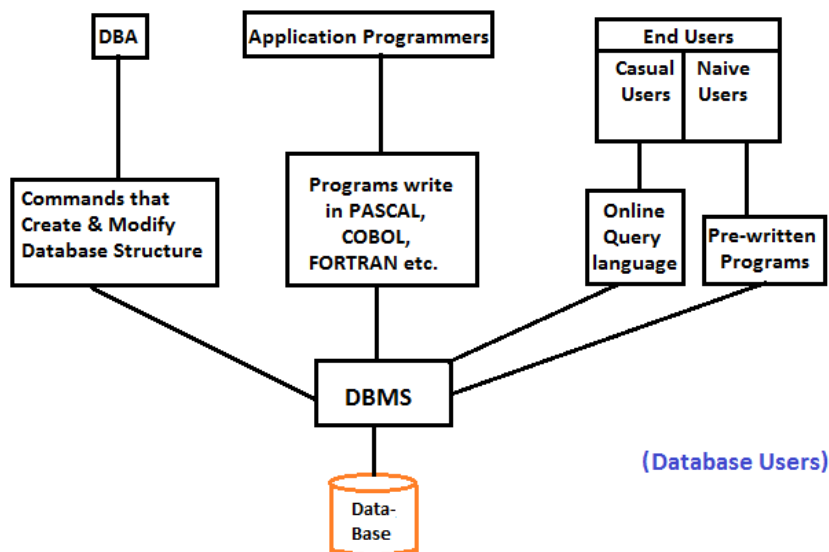 DBA
Application Programmers
End Users
Casual
Users
Naive
Users
Commands that
Create & Modify
Database Structure
Programs write
in PASCAL,
COBOL,
FORTRAN etc.
Online
Query
language
Pre-written
Programs
DBMS
(Database Users)
Data-
Base